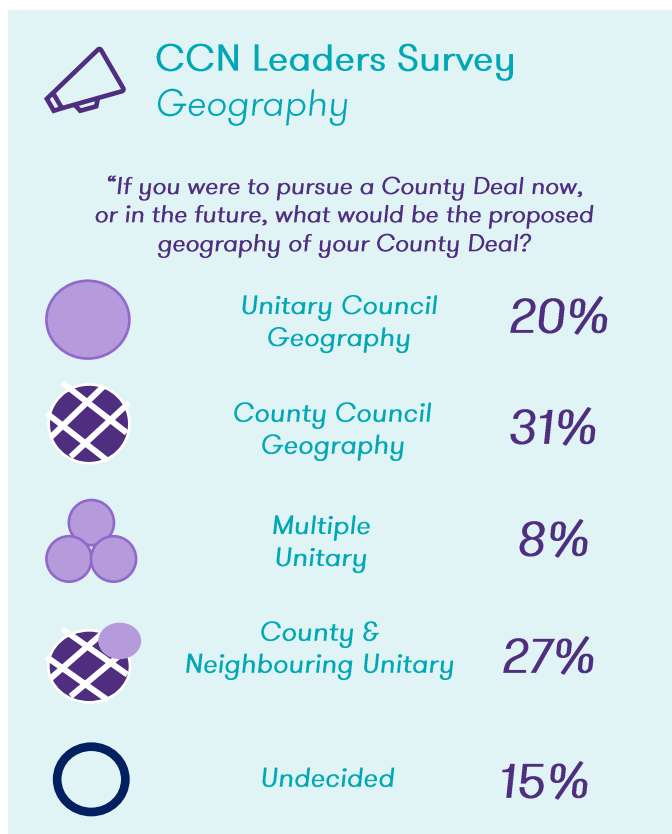 CCN Leaders Survey
Geography
“If you were to pursue a County Deal now,
or in the future, what would be the proposed
geography of your County Deal?
Unitary Council
Geography
20%
County Council
Geography
31%
Multiple
Unitary
8%
County &
Neighbouring Unitary
27%
Undecided
15%